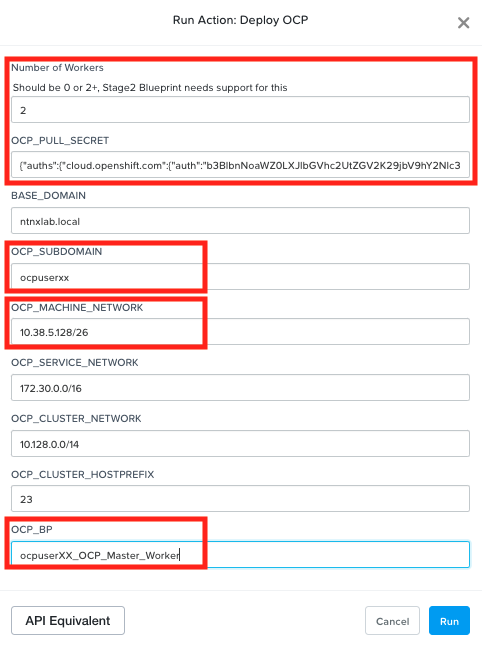 Run Action: Deploy OCP
Number of Workers
Should be 0 or 2+, Stage2 Blueprint needs support for this
2
OCP_PULL_SECRET
{"auths":{"cloud.openshift.com":{"auth":"b3BlbnNoaWZ0LXJlbGVhc2UtZGV2K29jbV9hY2Nlc3
BASE_DOMAIN
ntnxlab.local
OCP_SUBDOMAIN
ocpuserxx
OCP_MACHINE_NETWORK
10.38.5.128/26
OCP_SERVICE_NETWORK
172.30.0.0/16
OCP_CLUSTER_NETWORK
10.128.0.0/14
OCP_CLUSTER_HOSTPREFIX
23
OCP_BP
ocpuserXX_OCP_Master_Worker
API Equivalent
Cancel
Run